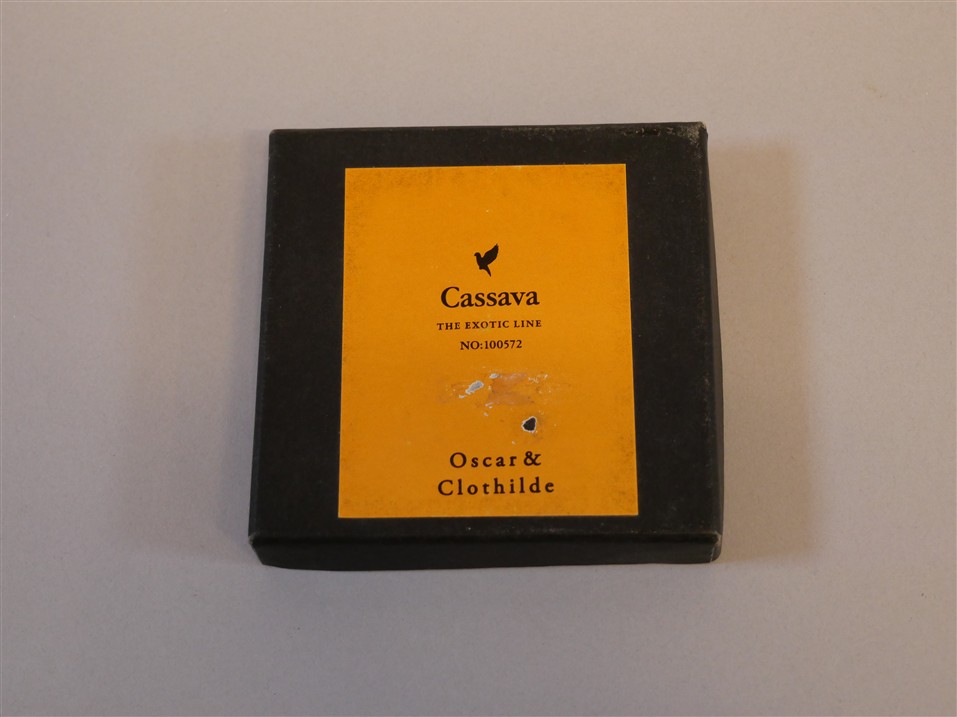 Cassava
THE EXOTIC LINE
NO:100572
Oscar &
Clothilde